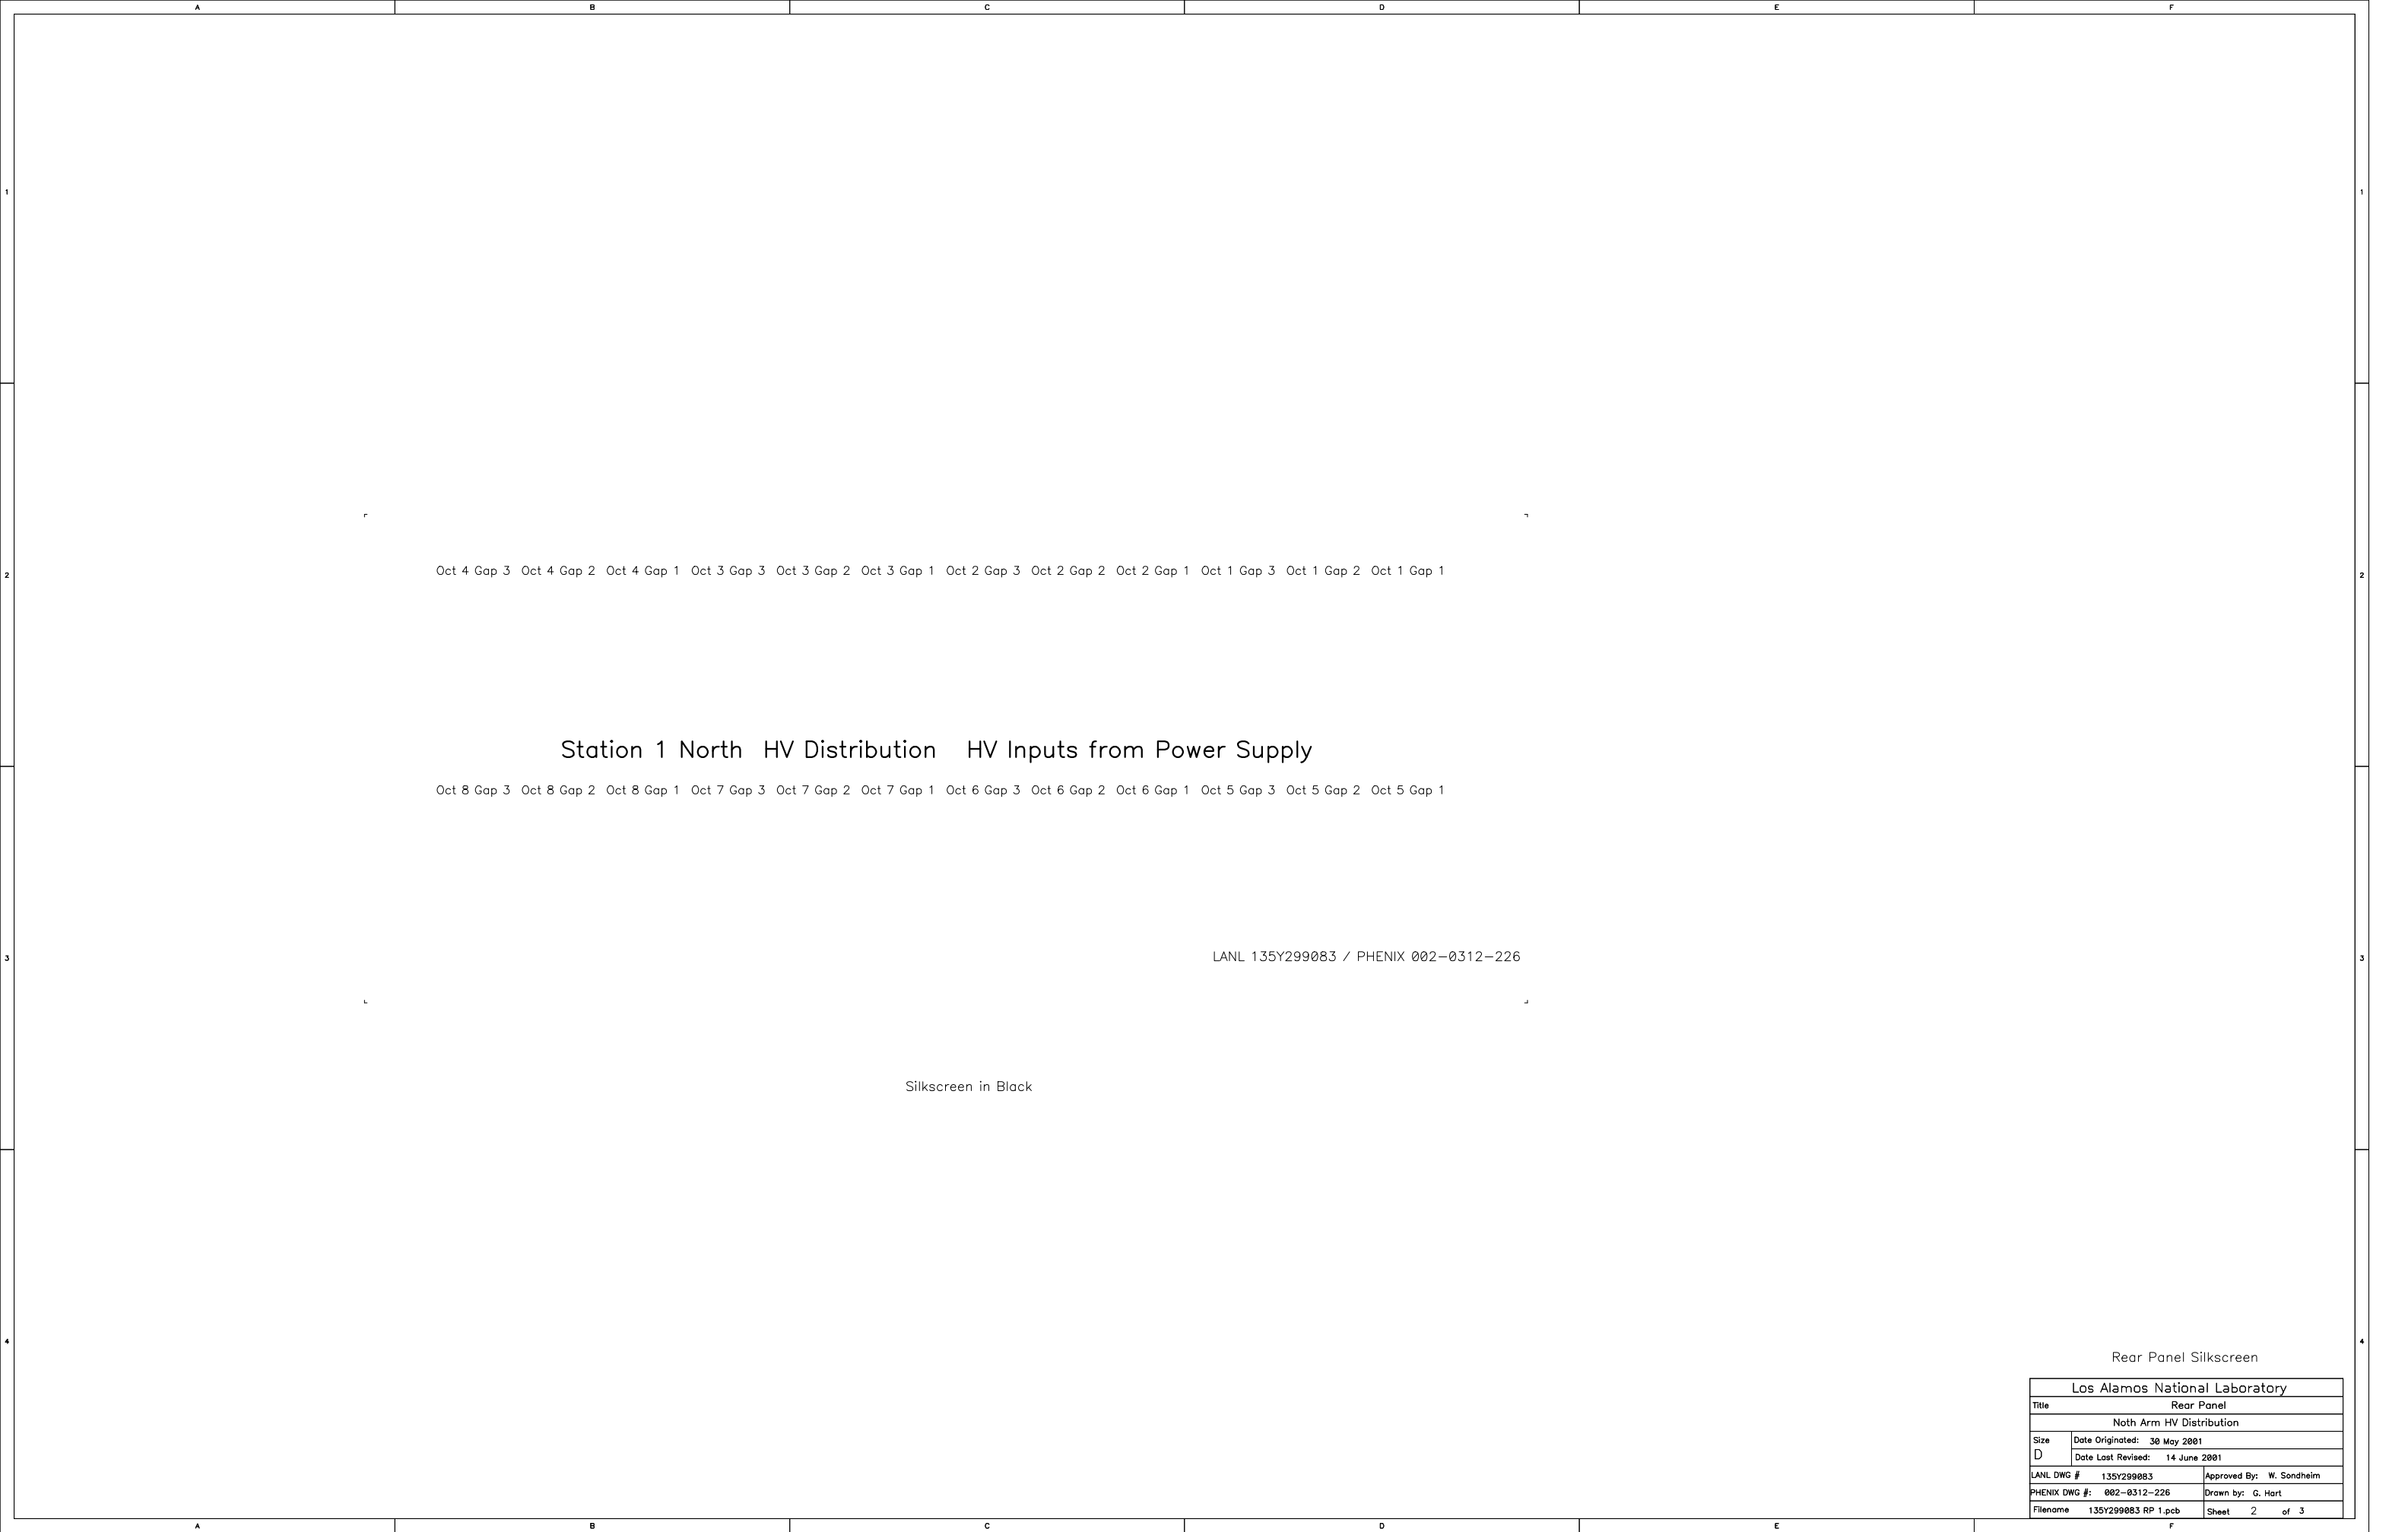 A B C D E F
1 1
Oct 4 Gap 3 Oct 4 Gap 2 Oct 4 Gap 1 Oct 3 Gap 3 Oct 3 Gap 2 Oct 3 Gap 1 Oct 2 Gap 3 Oct 2 Gap 2 Oct 2 Gap 1 Oct 1 Gap 3 Oct 1 Gap 2 Oct 1 Gap 1
2 2
Station 1 North HV Distribution HV Inputs from Power Supply
Oct 8 Gap 3 Oct 8 Gap 2 Oct 8 Gap 1 Oct 7 Gap 3 Oct 7 Gap 2 Oct 7 Gap 1 Oct 6 Gap 3 Oct 6 Gap 2 Oct 6 Gap 1 Oct 5 Gap 3 Oct 5 Gap 2 Oct 5 Gap 1
LANL 135Y299083 / PHENIX 002-0312-226
3 3
Silkscreen in Black
4 4
Rear Panel Silkscreen
Los Alamos National Laboratory
Title Rear Panel
Noth Arm HV Distribution
Size Date Originated: 30 May 2001
D Date Last Revised: 14 June 2001
LANL DWG # 135Y299083 Approved By: W. Sondheim
PHENIX DWG #: 002-0312-226 Drawn by: G. Hart
Filename 135Y299083 RP 1.pcb Sheet 2 of 3
A B C D E F